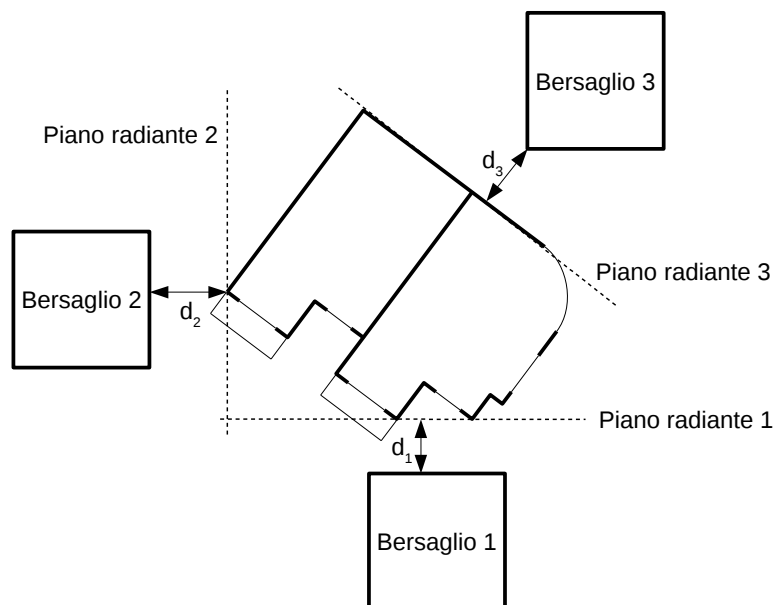 Bersaglio 3
Piano radiante 2
d3
Bersaglio 2
d2
Piano radiante 3
Piano radiante 1
d1
Bersaglio 1